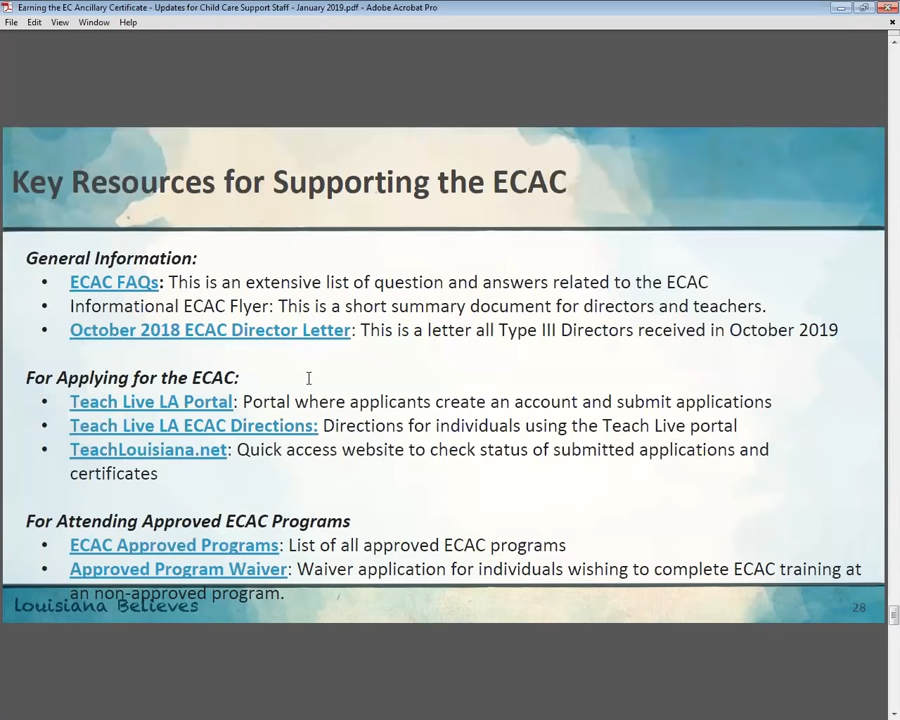 Earning the EC Ancillary Certificate - Updates for Child Care Support Staff - January 2019.pdf - Adobe Acrobat Pro
File Edit View Window Help
Key Resources for Supporting the ECAC
General Information:
• ECAC FAQs: This is an extensive list of question and answers related to the ECAC
• Informational ECAC Flyer: This is a short summary document for directors and teachers.
• October 2018 ECAC Director Letter: This is a letter all Type III Directors received in October 2019
For Applying for the ECAC:
• Teach Live LA Portal: Portal where applicants create an account and submit applications
• Teach Live LA ECAC Directions: Directions for individuals using the Teach Live portal
• TeachLouisiana.net: Quick access website to check status of submitted applications and
certificates
For Attending Approved ECAC Programs
• ECAC Approved Programs: List of all approved ECAC programs
• Approved Program Waiver: Waiver application for individuals wishing to complete ECAC training at
an non-approved program.
Louisiana Believes
28